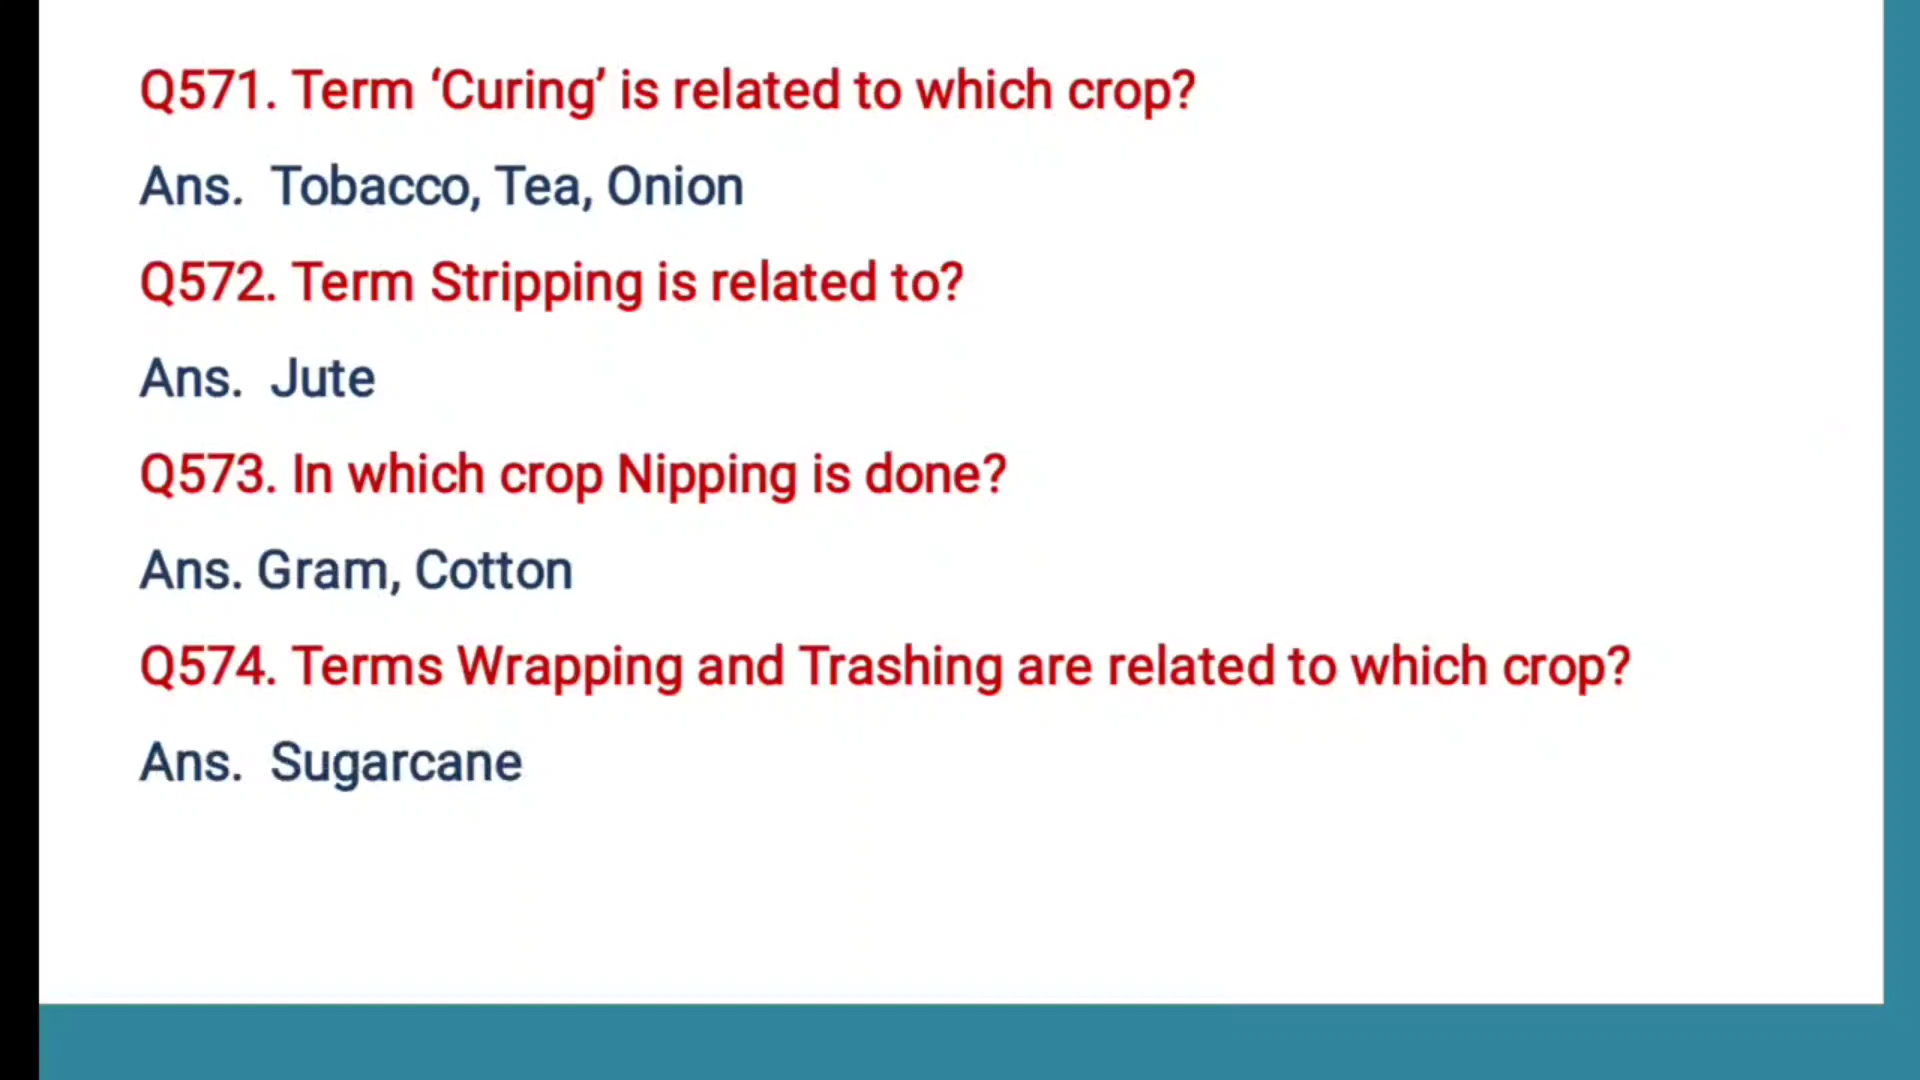 Q571. Term ‘Curing’ is related to which crop?
Ans. Tobacco, Tea, Onion
Q572. Term Stripping is related to?
Ans. Jute
Q573. In which crop Nipping is done?
Ans. Gram, Cotton
Q574. Terms Wrapping and Trashing are related to which crop?
Ans. Sugarcane